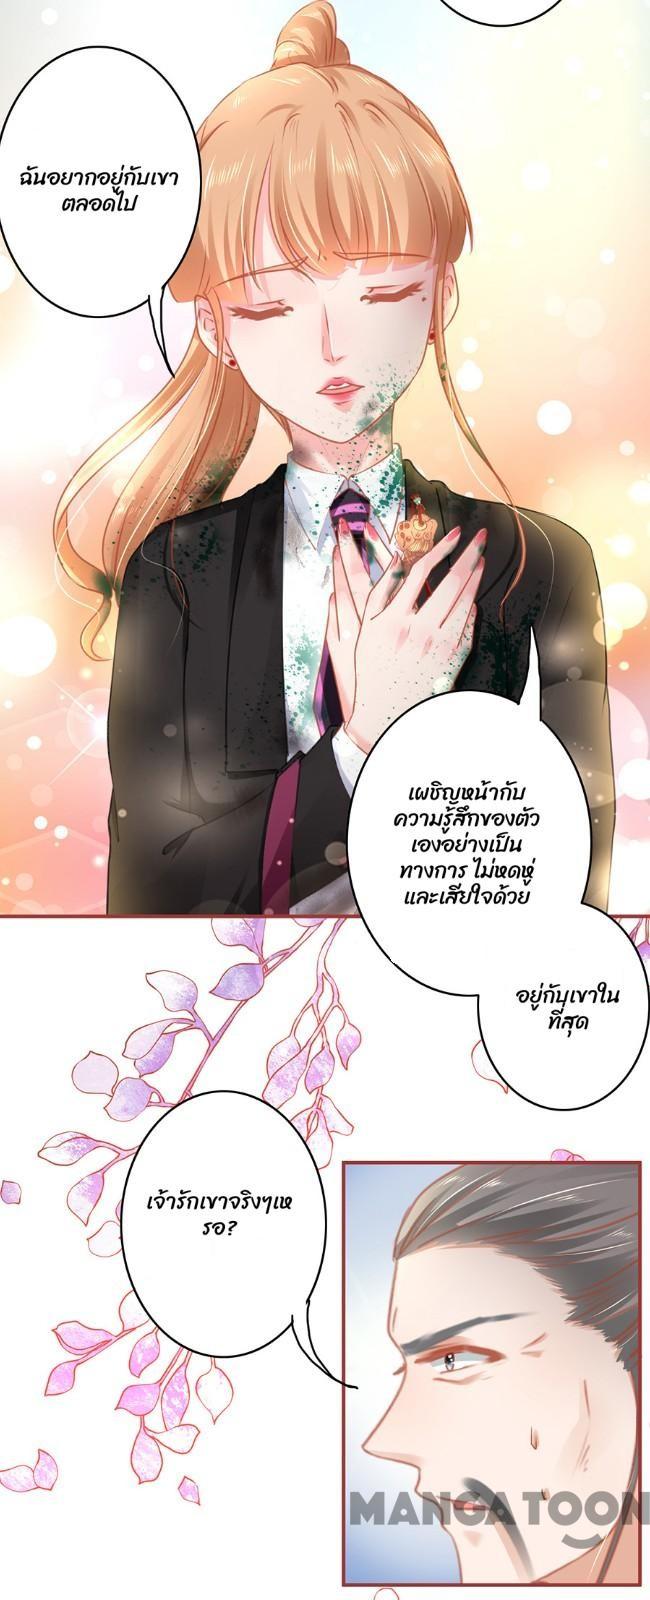 ฉันอยากอยู่กับเขา
ตลอดไป
เผชิญหน้ากับ
ความรู้สึกของตัว
เองอย่างเป็น
ทางการ ไม่หดหู่
และเสียใจด้วย
อยู่กับเขาใน
ที่สุด
เจ้ารักเขาจริงๆเห
รอ?
MANGATOON